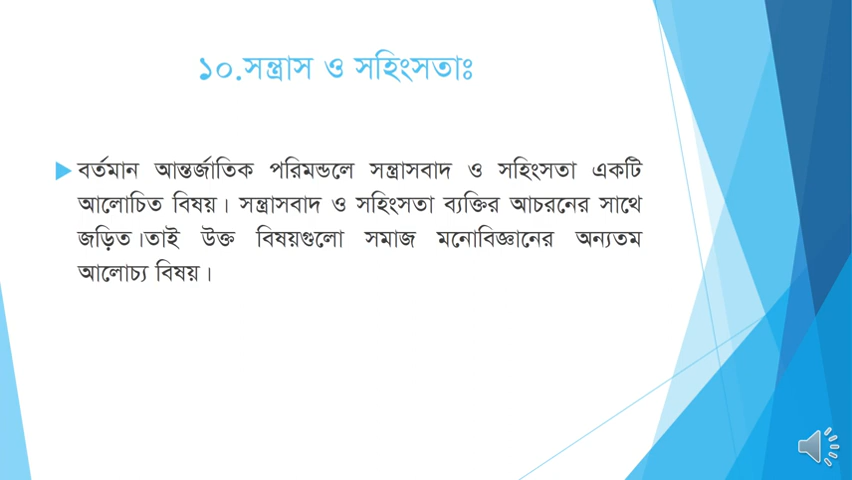 ১০.সন্ত্রাস ও সহিংসতাঃ
বর্তমান আন্তর্জাতিক পরিমন্ডলে সন্ত্রাসবাদ ও সহিংসতা একটি
আলোচিত বিষয়। সন্ত্রাসবাদ ও সহিংসতা ব্যক্তির আচরনের সাথে
জড়িত।তাই উক্ত বিষয়গুলো সমাজ মনোবিজ্ঞানের অন্যতম
আলোচ্য বিষয়।